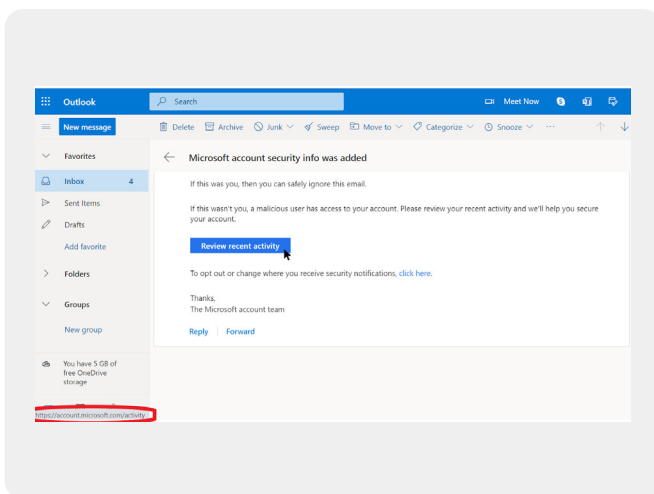 Outlook
Search
Meet Now
New message
Delete Archive Junk Sweep Move to Categorize Snooze ...
Favorites
Microsoft account security info was added
Inbox 4
If this was you, then you can safely ignore this email.
Sent Items
If this wasn't you, a malicious user has access to your account. Please review your recent activity and we'll help you secure
your account.
Drafts
Add favorite
Review recent activity
Folders
To opt out or change where you receive security notifications, click here.
Groups
Thanks,
The Microsoft account team
New group
Reply Forward
You have 5 GB of
free OneDrive
storage
https://account.microsoft.com/activity